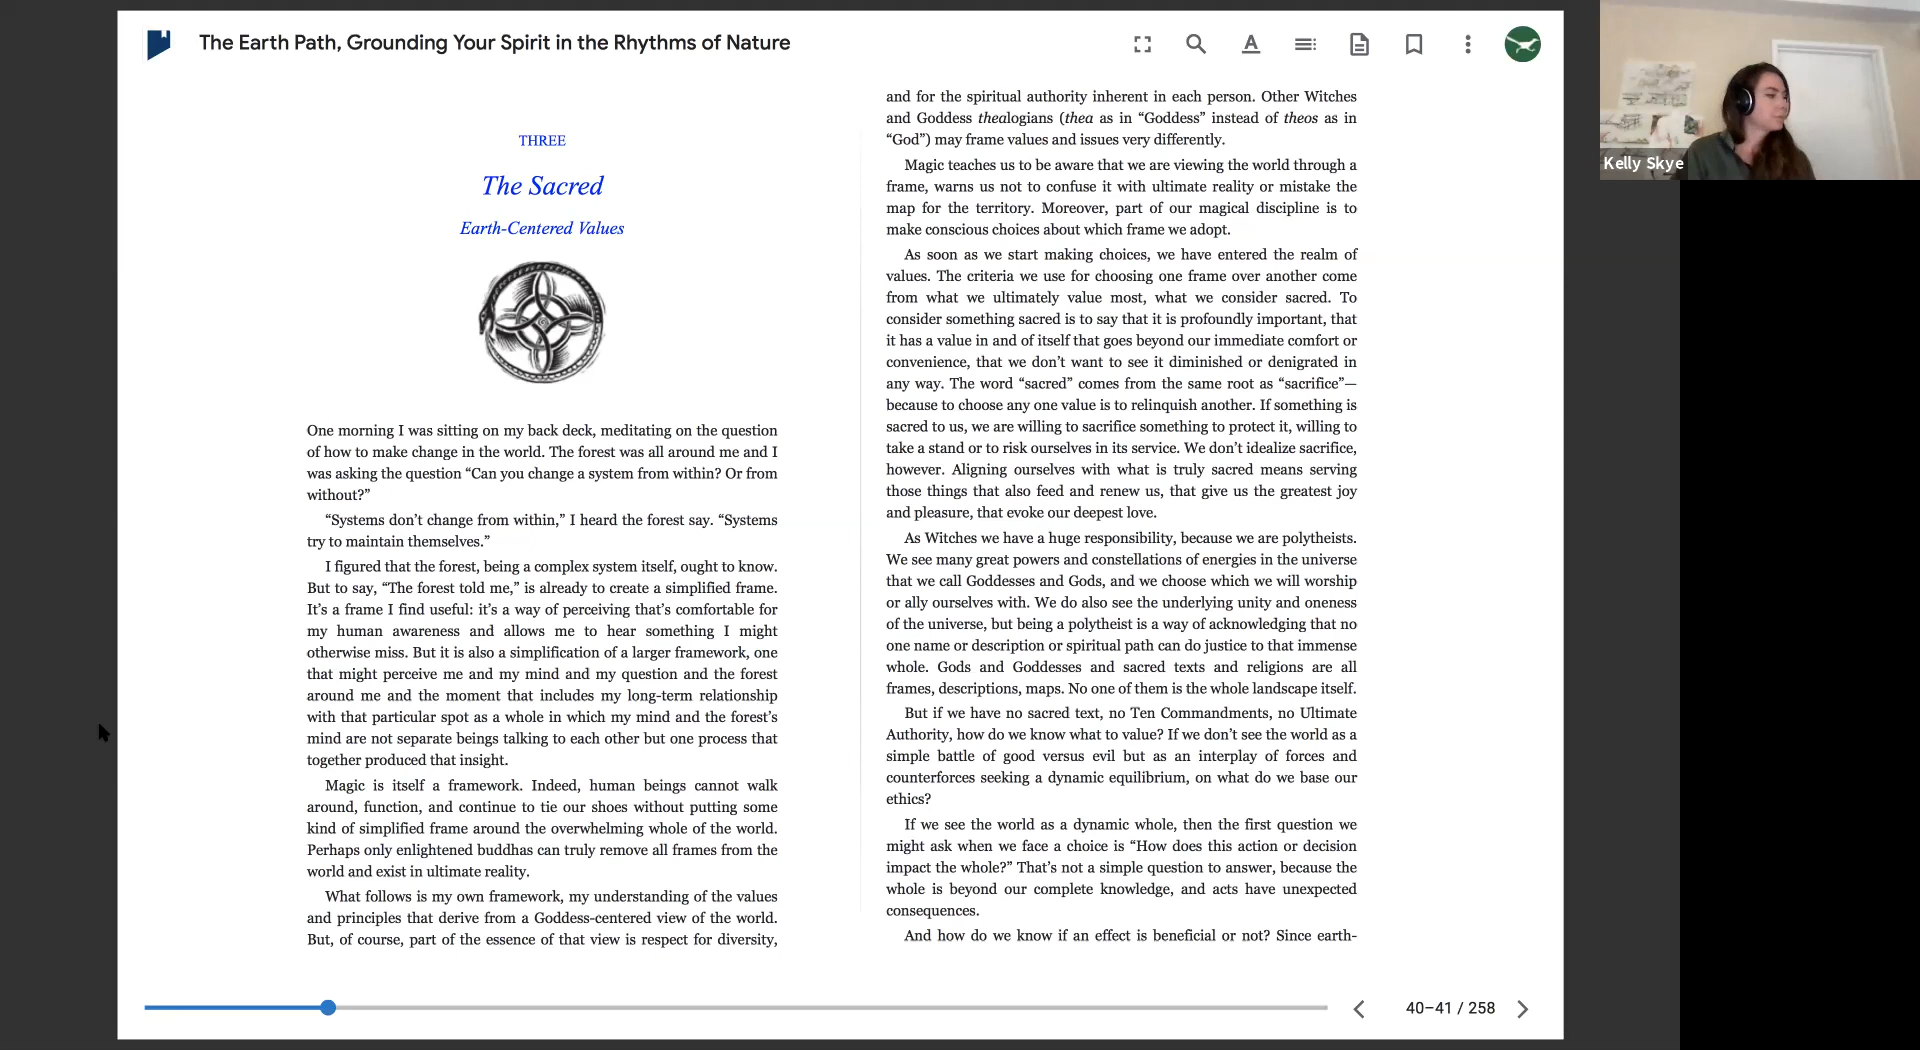 The Earth Path, Grounding Your Spirit in the Rhythms of Nature
THREE
The Sacred
Earth-Centered Values
One morning I was sitting on my back deck, meditating on the question
of how to make change in the world. The forest was all around me and I
was asking the question “Can you change a system from within? Or from
without?”
“Systems don’t change from within,” I heard the forest say. “Systems
try to maintain themselves.”
I figured that the forest, being a complex system itself, ought to know.
But to say, “The forest told me,” is already to create a simplified frame.
It’s a frame I find useful: it’s a way of perceiving that’s comfortable for
my human awareness and allows me to hear something I might
otherwise miss. But it is also a simplification of a larger framework, one
that might perceive me and my mind and my question and the forest
around me and the moment that includes my long-term relationship
with that particular spot as a whole in which my mind and the forest’s
mind are not separate beings talking to each other but one process that
together produced that insight.
Magic is itself a framework. Indeed, human beings cannot walk
around, function, and continue to tie our shoes without putting some
kind of simplified frame around the overwhelming whole of the world.
Perhaps only enlightened buddhas can truly remove all frames from the
world and exist in ultimate reality.
What follows is my own framework, my understanding of the values
and principles that derive from a Goddess-centered view of the world.
But, of course, part of the essence of that view is respect for diversity,
and for the spiritual authority inherent in each person. Other Witches
and Goddess thealogians (thea as in “Goddess” instead of theos as in
“God”) may frame values and issues very differently.
Magic teaches us to be aware that we are viewing the world through a
frame, warns us not to confuse it with ultimate reality or mistake the
map for the territory. Moreover, part of our magical discipline is to
make conscious choices about which frame we adopt.
As soon as we start making choices, we have entered the realm of
values. The criteria we use for choosing one frame over another come
from what we ultimately value most, what we consider sacred. To
consider something sacred is to say that it is profoundly important, that
it has a value in and of itself that goes beyond our immediate comfort or
convenience, that we don’t want to see it diminished or denigrated in
any way. The word “sacred” comes from the same root as “sacrifice”—
because to choose any one value is to relinquish another. If something is
sacred to us, we are willing to sacrifice something to protect it, willing to
take a stand or to risk ourselves in its service. We don’t idealize sacrifice,
however. Aligning ourselves with what is truly sacred means serving
those things that also feed and renew us, that give us the greatest joy
and pleasure, that evoke our deepest love.
As Witches we have a huge responsibility, because we are polytheists.
We see many great powers and constellations of energies in the universe
that we call Goddesses and Gods, and we choose which we will worship
or ally ourselves with. We do also see the underlying unity and oneness
of the universe, but being a polytheist is a way of acknowledging that no
one name or description or spiritual path can do justice to that immense
whole. Gods and Goddesses and sacred texts and religions are all
frames, descriptions, maps. No one of them is the whole landscape itself.
But if we have no sacred text, no Ten Commandments, no Ultimate
Authority, how do we know what to value? If we don’t see the world as a
simple battle of good versus evil but as an interplay of forces and
counterforces seeking a dynamic equilibrium, on what do we base our
ethics?
If we see the world as a dynamic whole, then the first question we
might ask when we face a choice is “How does this action or decision
impact the whole?” That’s not a simple question to answer, because the
whole is beyond our complete knowledge, and acts have unexpected
consequences.
And how do we know if an effect is beneficial or not? Since earth-
40–41 / 258
Kelly Skye